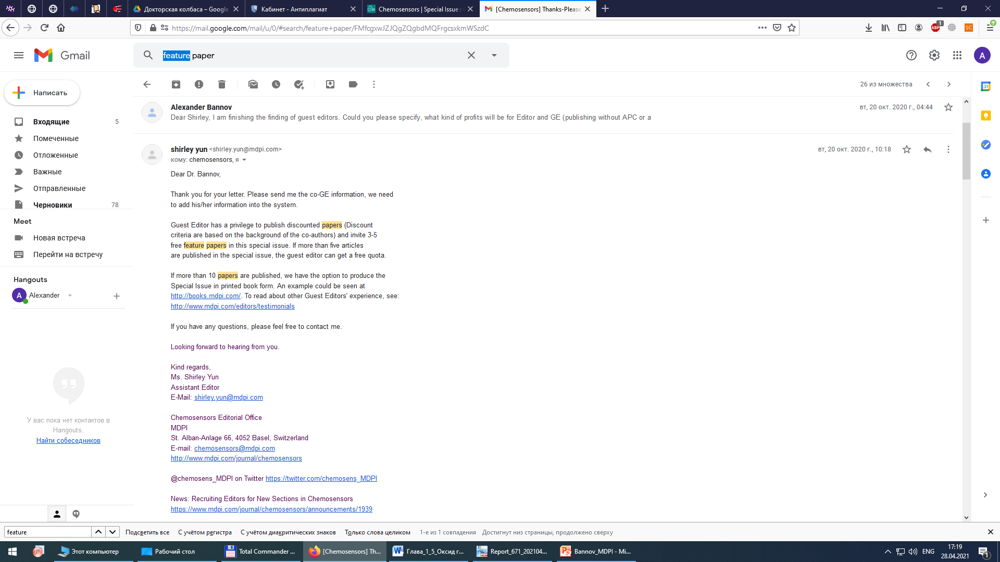 Докторская колбаса – Google
Кабинет - Антиплагиат
Chemosensors | Special Issue :
[Chemosensors] Thanks-Please
https://mail.google.com/mail/u/0/#search/feature+paper/FMfcgxwJZJQgZQgbdMQFrgcsxkmWSzdC
ABP
1
SC
Gmail
feature paper
A
Написать
26 из множества
31
Входящие 5
Помеченные
Отложенные
Важные
Отправленные
Черновики 78
Meet
Новая встреча
Перейти на встречу
Hangouts
A Alexander
У вас пока нет контактов в
Hangouts.
Найти собеседников
Alexander Bannov
вт, 20 окт. 2020 г., 04:44
Dear Shirley, I am finishing the finding of guest editors. Could you please specify, what kind of profits will be for Editor and GE (publishing without APC or a
shirley yun <shirley.yun@mdpi.com>
вт, 20 окт. 2020 г., 10:18
кому: chemosensors, я
Dear Dr. Bannov,
Thank you for your letter. Please send me the co-GE information, we need
to add his/her information into the system.
Guest Editor has a privilege to publish discounted papers (Discount
criteria are based on the background of the co-authors) and invite 3-5
free feature papers in this special issue. If more than five articles
are published in the special issue, the guest editor can get a free quota.
If more than 10 papers are published, we have the option to produce the
Special Issue in printed book form. An example could be seen at
http://books.mdpi.com/. To read about other Guest Editors' experience, see:
http://www.mdpi.com/editors/testimonials
If you have any questions, please feel free to contact me.
Looking forward to hearing from you.
Kind regards,
Ms. Shirley Yun
Assistant Editor
E-Mail: shirley.yun@mdpi.com
Chemosensors Editorial Office
MDPI
St. Alban-Anlage 66, 4052 Basel, Switzerland
E-mail: chemosensors@mdpi.com
http://www.mdpi.com/journal/chemosensors
@chemosens_MDPI on Twitter https://twitter.com/chemosens_MDPI
News: Recruiting Editors for New Sections in Chemosensors
https://www.mdpi.com/journal/chemosensors/announcements/1939
feature
Подсветить все
С учётом регистра
С учётом диакритических знаков
Только слова целиком
1-е из 1 совпадения
Достигнут низ страницы, продолжено сверху
Этот компьютер
Рабочий стол
Total Commander ...
[Chemosensors] Th...
Глава_1_5_Оксид г...
Report_671_202104...
Bannov_MDPI - Mi...
ENG
17:19
28.04.2021
1